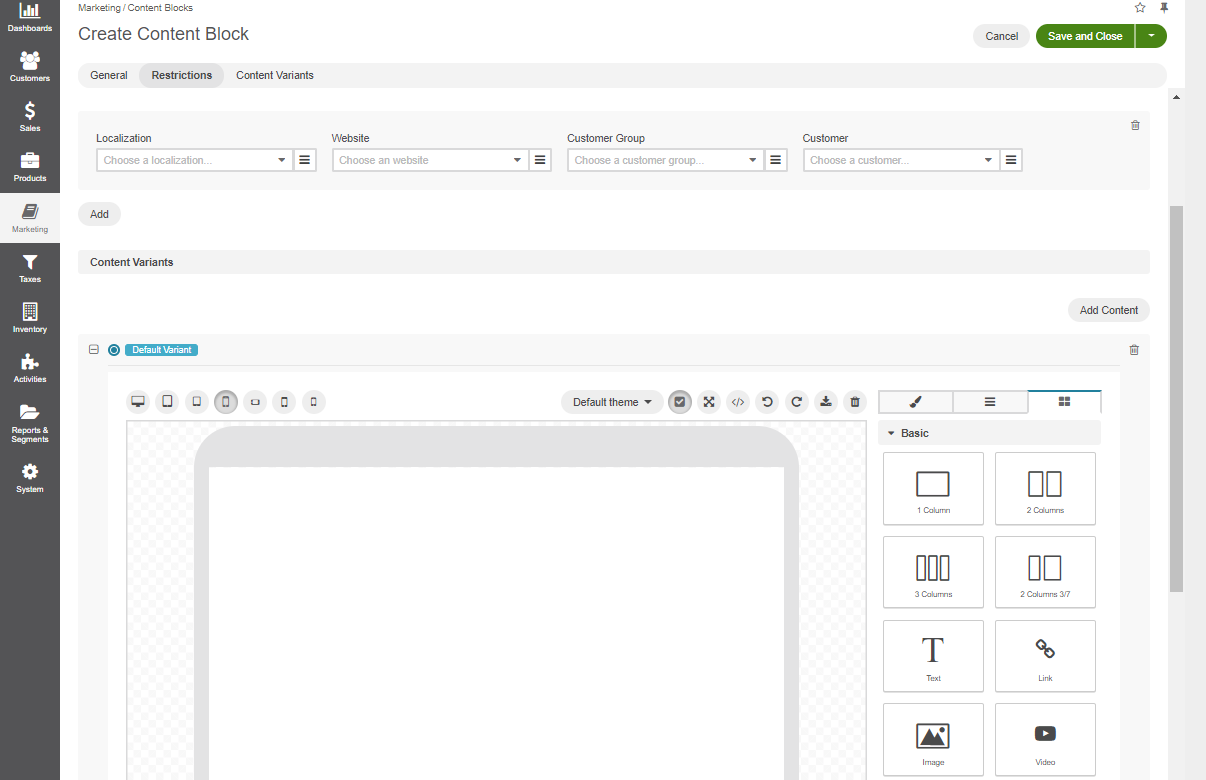 Dashboards
Customers
Sales
Products
Marketing
Taxes
Inventory
Activities
Reports &
Segments
System
Marketing / Content Blocks
Create Content Block
Cancel
Save and Close
General
Restrictions
Content Variants
Localization
Website
Customer Group
Customer
Choose a localization...
Choose an website
Choose a customer group...
Choose a customer...
Add
Content Variants
Add Content
Default Variant
Default theme
Basic
1 Column
2 Columns
3 Columns
2 Columns 3/7
Text
Link
Image
Video